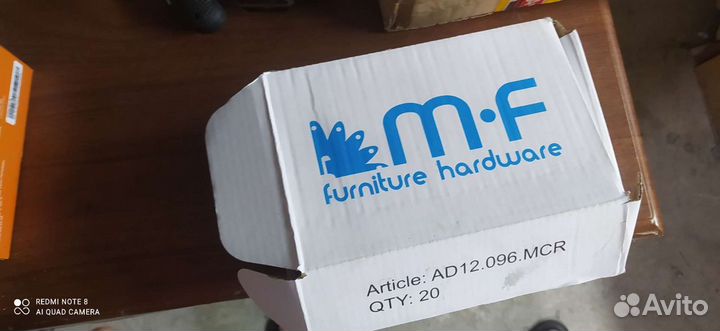 m·F
furniture hardware
Article: AD12.096.MCR
QTY: 20
REDMI NOTE 8
AI QUAD CAMERA
Avito